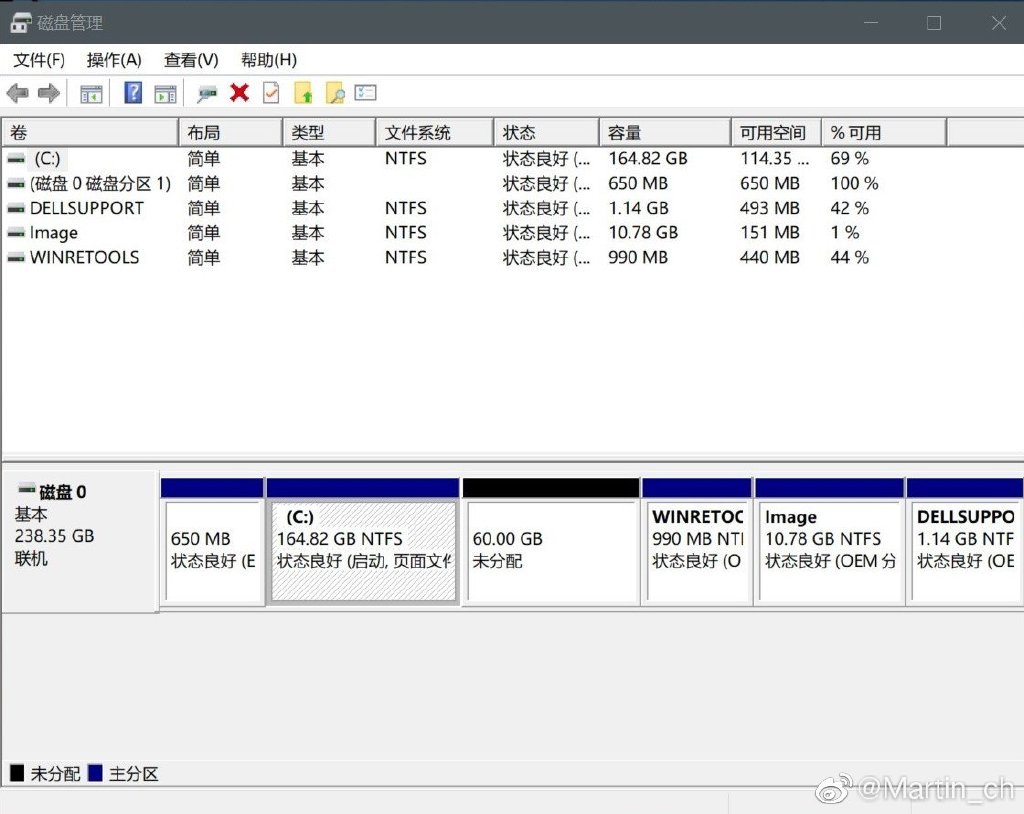 磁盘管理
文件(F) 操作(A) 查看(V) 帮助(H)
卷 布局 类型 文件系统 状态 容量 可用空间 % 可用
(C:) 简单 基本 NTFS 状态良好 (... 164.82 GB 114.35 ... 69 %
(磁盘 0 磁盘分区 1) 简单 基本 状态良好 (... 650 MB 650 MB 100 %
DELLSUPPORT 简单 基本 NTFS 状态良好 (... 1.14 GB 493 MB 42 %
Image 简单 基本 NTFS 状态良好 (... 10.78 GB 151 MB 1 %
WINRETOOLS 简单 基本 NTFS 状态良好 (... 990 MB 440 MB 44 %
磁盘 0
基本
238.35 GB
联机
650 MB
状态良好 (E
(C:)
164.82 GB NTFS
状态良好 (启动, 页面文件
60.00 GB
未分配
WINRETOC
990 MB NTI
状态良好 (O
Image
10.78 GB NTFS
状态良好 (OEM 分
DELLSUPPO
1.14 GB NTF
状态良好 (OE
未分配 主分区
@Martin_ch